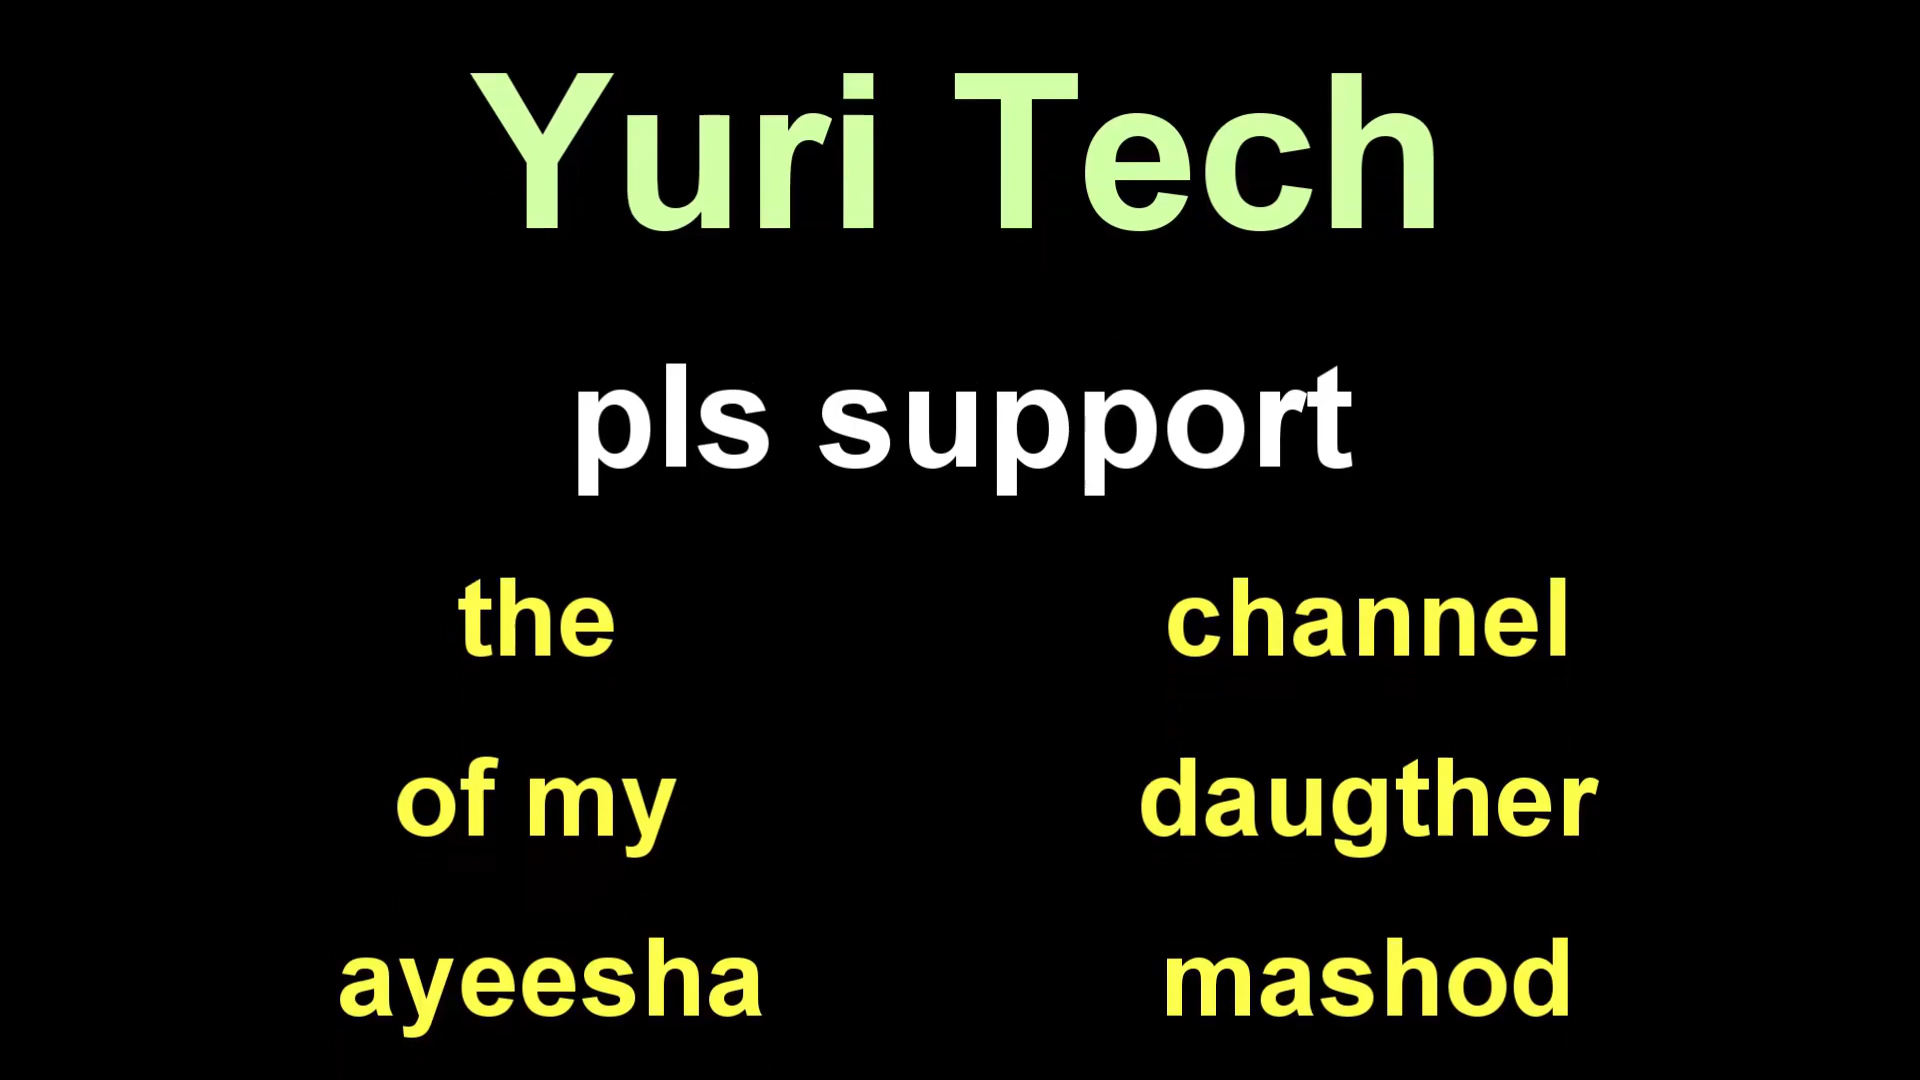 Yuri Tech
pls support
the channel
of my daugther
ayeesha mashod